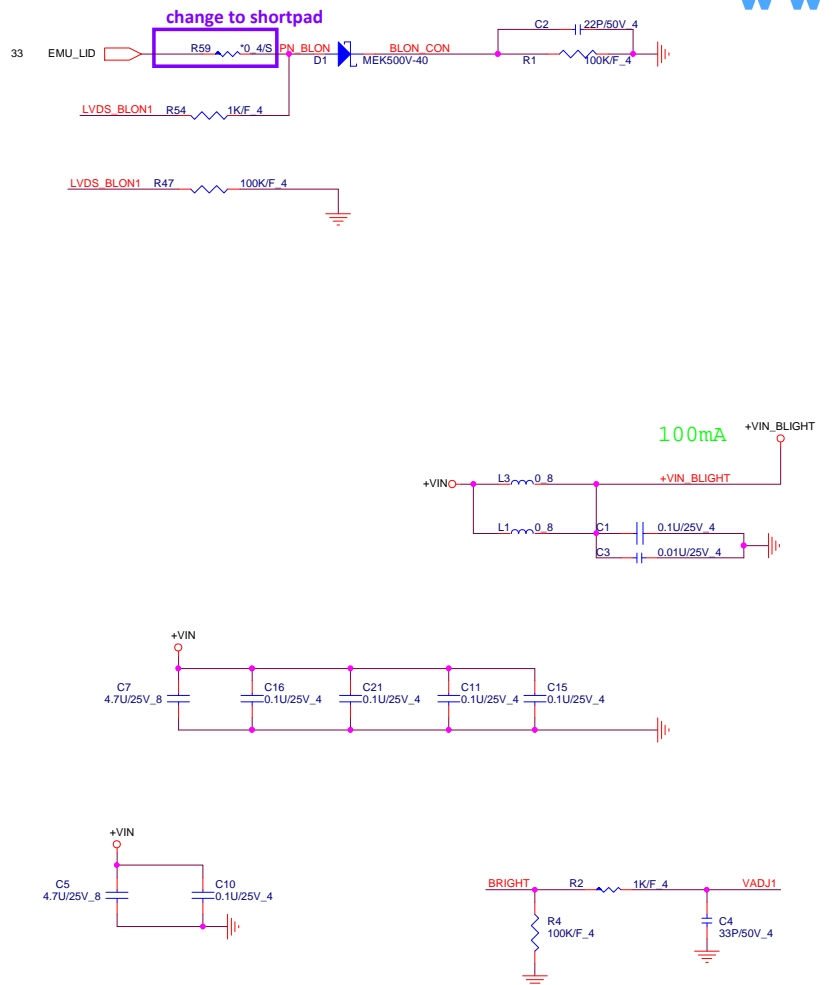 change to shortpad
C2 22P/50V_4
33 EMU_LID R59 *0_4/S PN_BLON BLON_CON
D1 MEK500V-40 R1 100K/F_4
LVDS_BLON1 R54 1K/F_4
LVDS_BLON1 R47 100K/F_4
100mA +VIN_BLIGHT
+VIN L3 0_8 +VIN_BLIGHT
L1 0_8 C1 0.1U/25V_4
C3 0.01U/25V_4
+VIN
C7 C16 C21 C11 C15
4.7U/25V_8 0.1U/25V_4 0.1U/25V_4 0.1U/25V_4 0.1U/25V_4
+VIN
C5 C10
4.7U/25V_8 0.1U/25V_4
BRIGHT R2 1K/F_4 VADJ1
R4 C4
100K/F_4 33P/50V_4